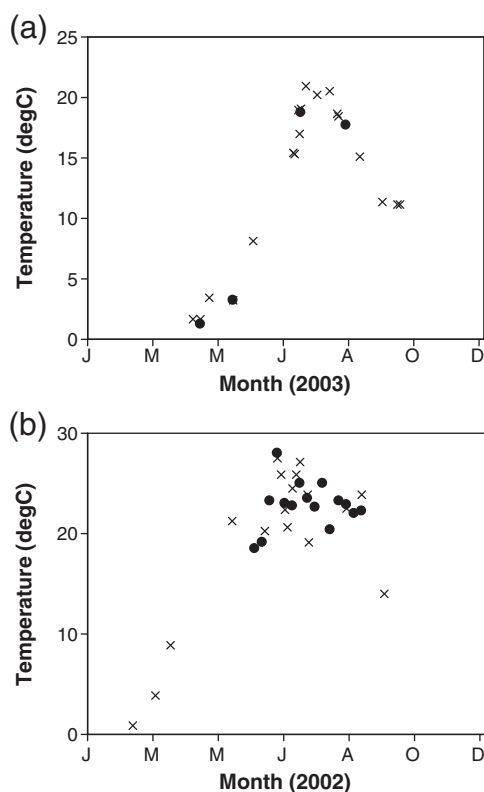 (a)
25
20
15
10
5
0
Temperature (degC)
J M M J A O D
Month (2003)
(b)
30
20
10
0
Temperature (degC)
J M M J A O D
Month (2002)